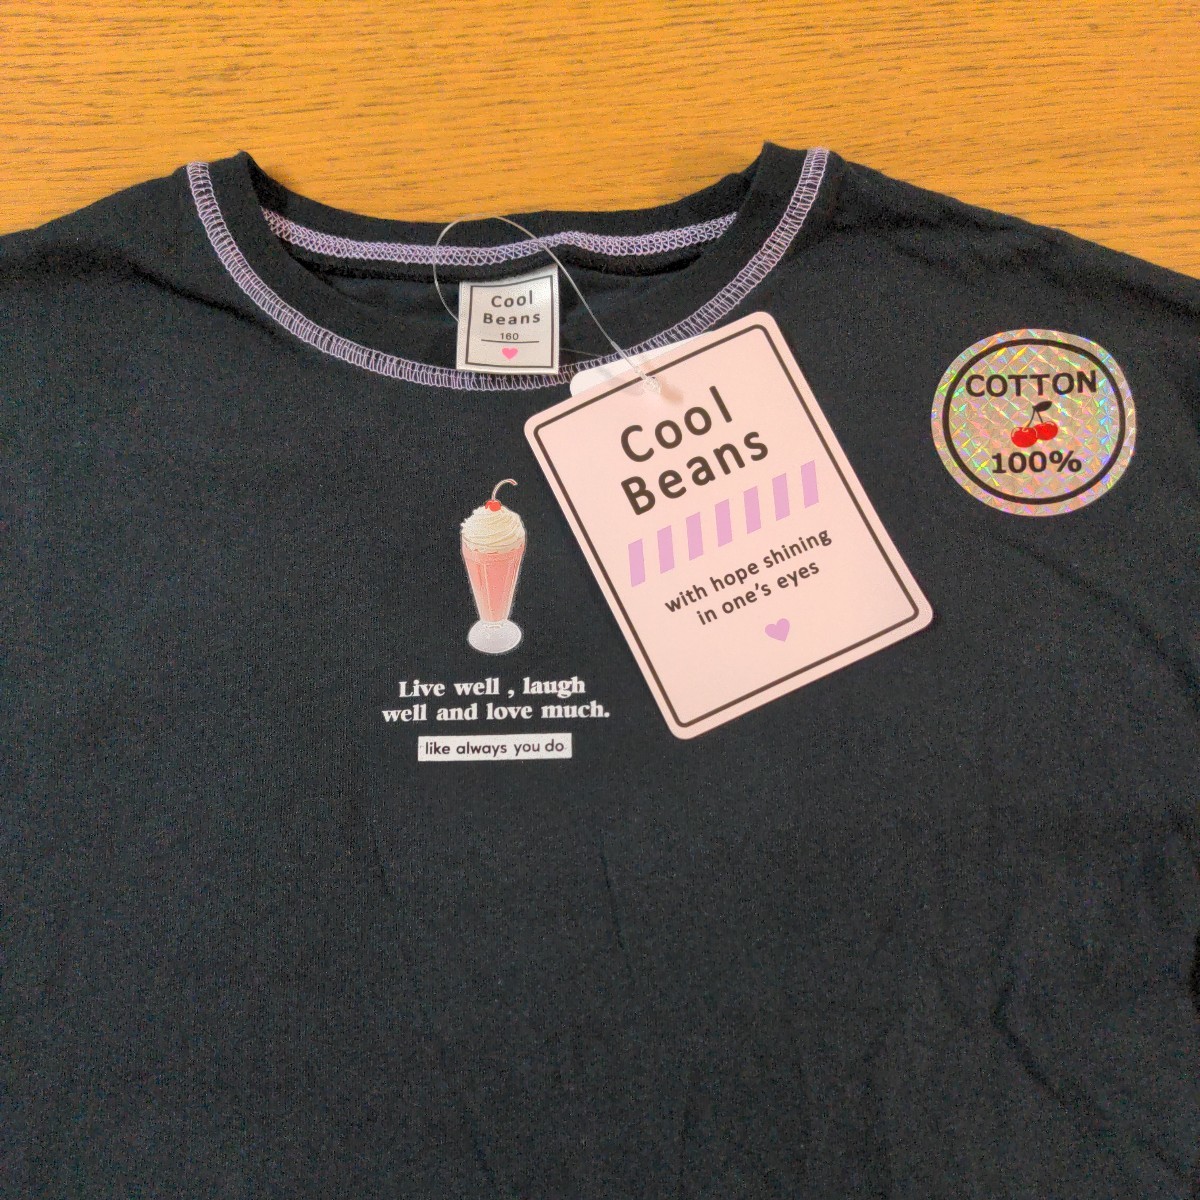 Cool
Beans
160
Cool
Beans
with hope shining
in one's eyes
COTTON
100%
Live well , laugh
well and love much.
like always you do